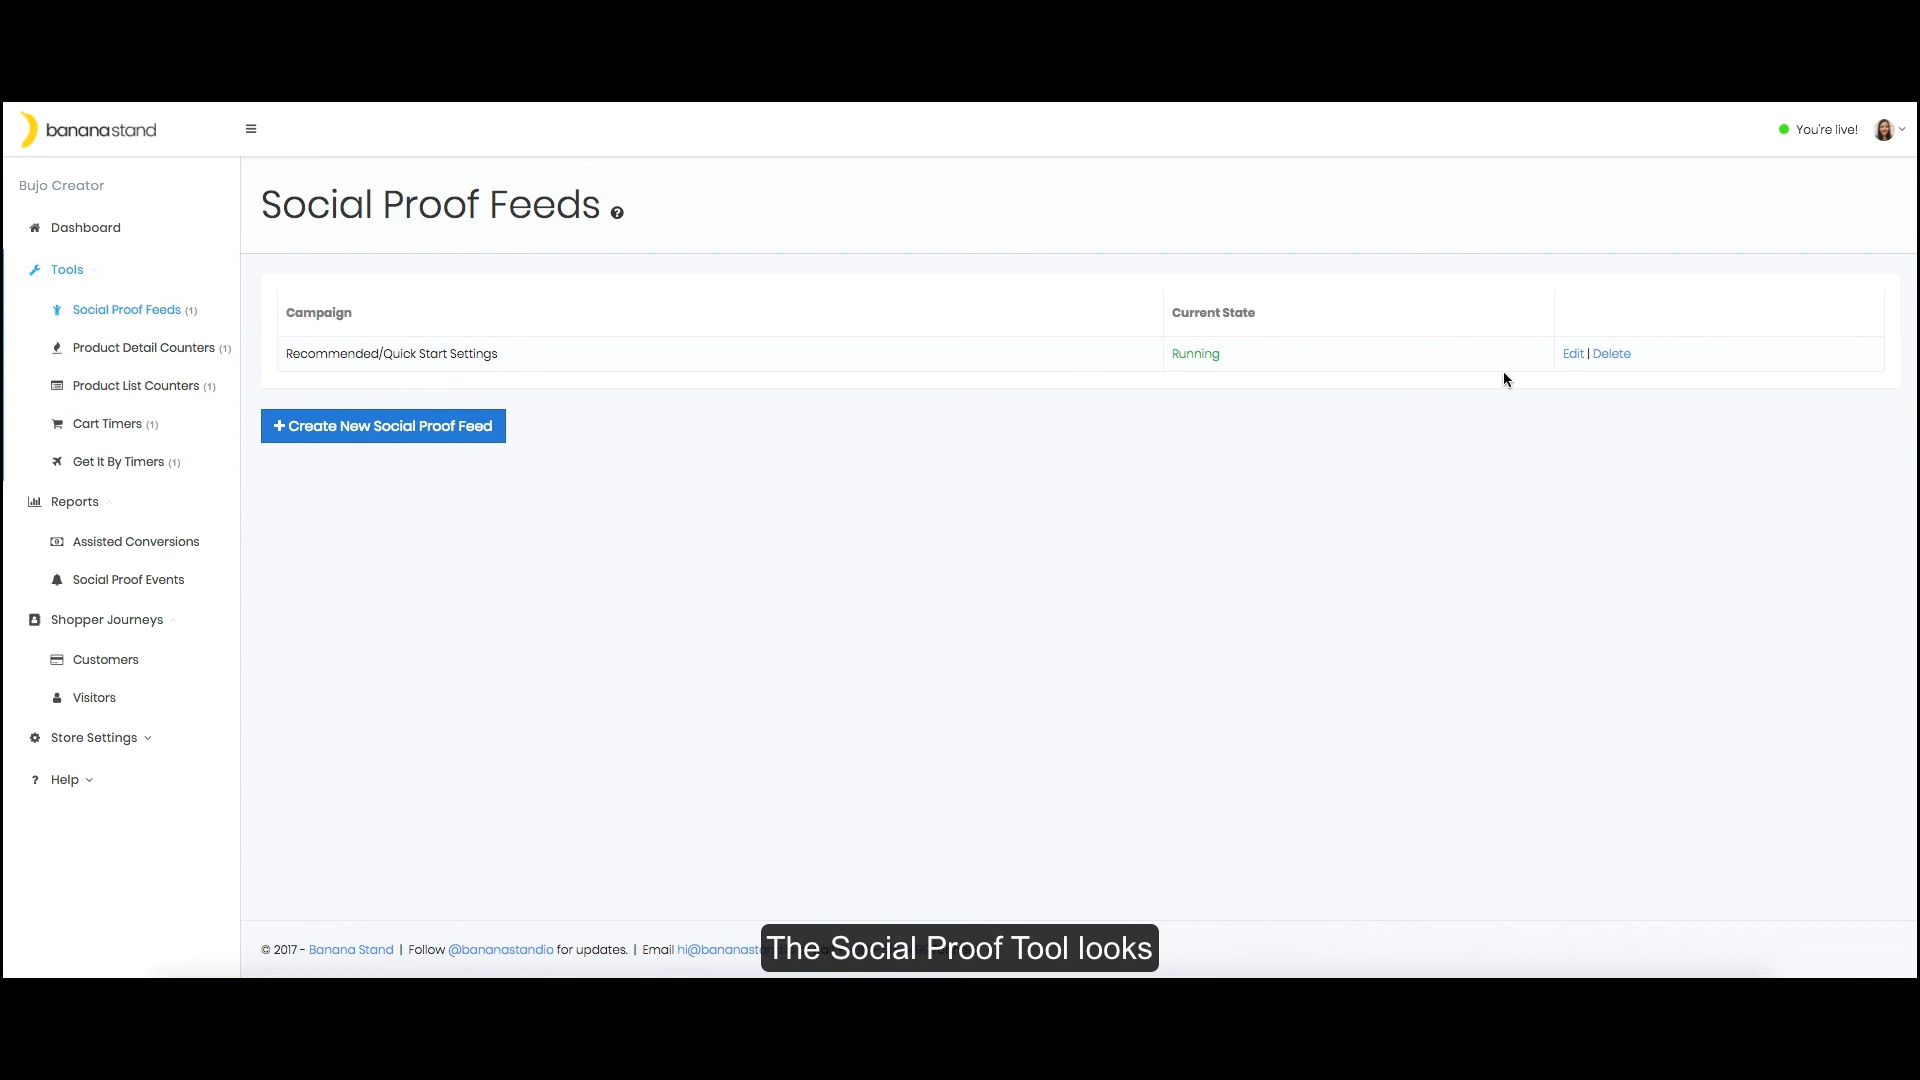 bananastand
You're live!
Bujo Creator
Dashboard
Tools
Social Proof Feeds (1)
Product Detail Counters (1)
Product List Counters (1)
Cart Timers (1)
Get It By Timers (1)
Reports
Assisted Conversions
Social Proof Events
Shopper Journeys
Customers
Visitors
Store Settings
? Help
Social Proof Feeds ?
Campaign Current State
Recommended/Quick Start Settings Running Edit | Delete
+ Create New Social Proof Feed
© 2017 - Banana Stand | Follow @bananastandio for updates. | Email
The Social Proof Tool looks